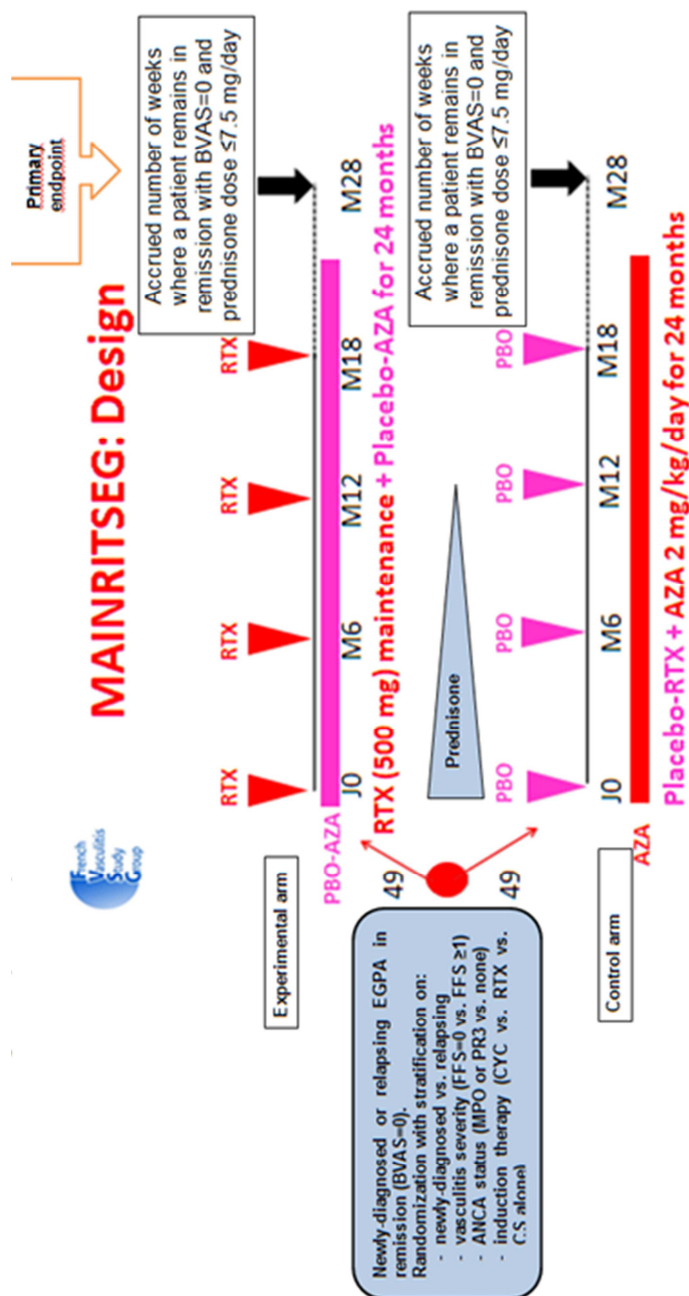 French
Vasculitis
Study
Group
MAINRITSEG: Design
Primary
endpoint
Experimental arm
RTX
RTX
RTX
RTX
Accrued number of weeks
where a patient remains in
remission with BVAS=0 and
prednisone dose ≤7.5 mg/day
PBO-AZA
J0
M6
M12
M18
M28
RTX (500 mg) maintenance + Placebo-AZA for 24 months
Newly-diagnosed or relapsing EGPA in
remission (BVAS=0).
Randomization with stratification on:
- newly-diagnosed vs. relapsing
- vasculitis severity (FFS=0 vs. FFS ≥1)
- ANCA status (MPO or PR3 vs. none)
- induction therapy (CYC vs. RTX vs.
CS alone)
49
49
Prednisone
Control arm
PBO
PBO
PBO
PBO
Accrued number of weeks
where a patient remains in
remission with BVAS=0 and
prednisone dose ≤7.5 mg/day
AZA
J0
M6
M12
M18
M28
Placebo-RTX + AZA 2 mg/kg/day for 24 months